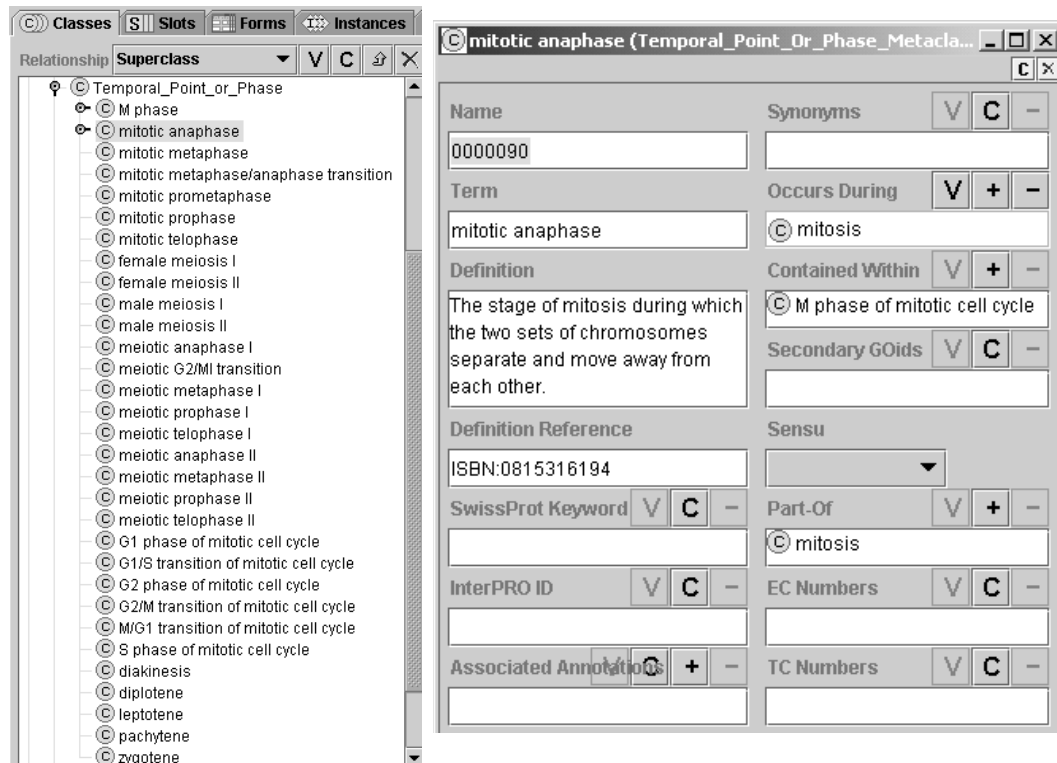 Classes Slots Forms Instances
Relationship Superclass V C
Temporal_Point_or_Phase
M phase
mitotic anaphase
mitotic metaphase
mitotic metaphase/anaphase transition
mitotic prometaphase
mitotic prophase
mitotic telophase
female meiosis I
female meiosis II
male meiosis I
male meiosis II
meiotic anaphase I
meiotic G2/MI transition
meiotic metaphase I
meiotic prophase I
meiotic telophase I
meiotic anaphase II
meiotic metaphase II
meiotic prophase II
meiotic telophase II
G1 phase of mitotic cell cycle
G1/S transition of mitotic cell cycle
G2 phase of mitotic cell cycle
G2/M transition of mitotic cell cycle
M/G1 transition of mitotic cell cycle
S phase of mitotic cell cycle
diakinesis
diplotene
leptotene
pachytene
zygotene
mitotic anaphase (Temporal_Point_Or_Phase_Metacla...
C
Name
0000090
Term
mitotic anaphase
Definition
The stage of mitosis during which
the two sets of chromosomes
separate and move away from
each other.
Definition Reference
ISBN:0815316194
SwissProt Keyword V C −
InterPRO ID V C −
Associated Annotations V C + −
Synonyms V C −
Occurs During V + −
mitosis
Contained Within V + −
M phase of mitotic cell cycle
Secondary GOids V C −
Sensu
Part-Of V + −
mitosis
EC Numbers V C −
TC Numbers V C −